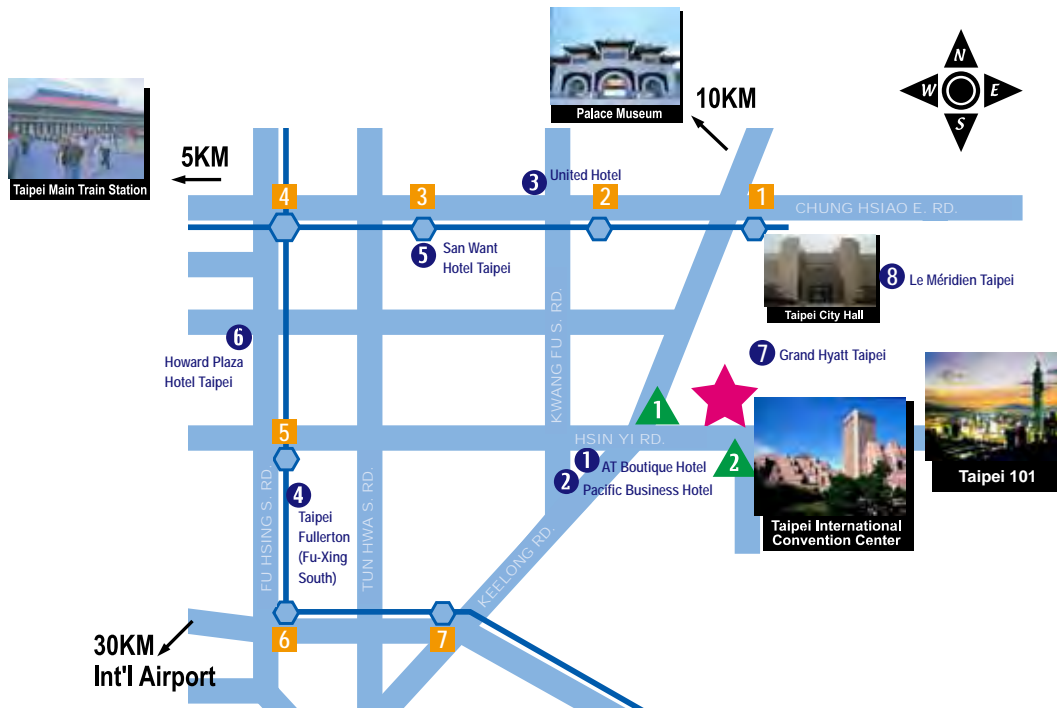 N
W
E
S
Palace Museum
10KM
Taipei Main Train Station
5KM
4
3
3
United Hotel
2
1
CHUNG HSIAO E. RD.
5
San Want
Hotel Taipei
Taipei City Hall
8
Le Méridien Taipei
6
Howard Plaza
Hotel Taipei
KWANG FU S. RD.
7
Grand Hyatt Taipei
1
5
HSIN YI RD.
1
AT Boutique Hotel
2
Pacific Business Hotel
2
Taipei International
Convention Center
Taipei 101
FU HSING S. RD.
4
Taipei
Fullerton
(Fu-Xing
South)
TUN HWA S. RD.
KEELONG RD.
6
7
30KM
Int'l Airport